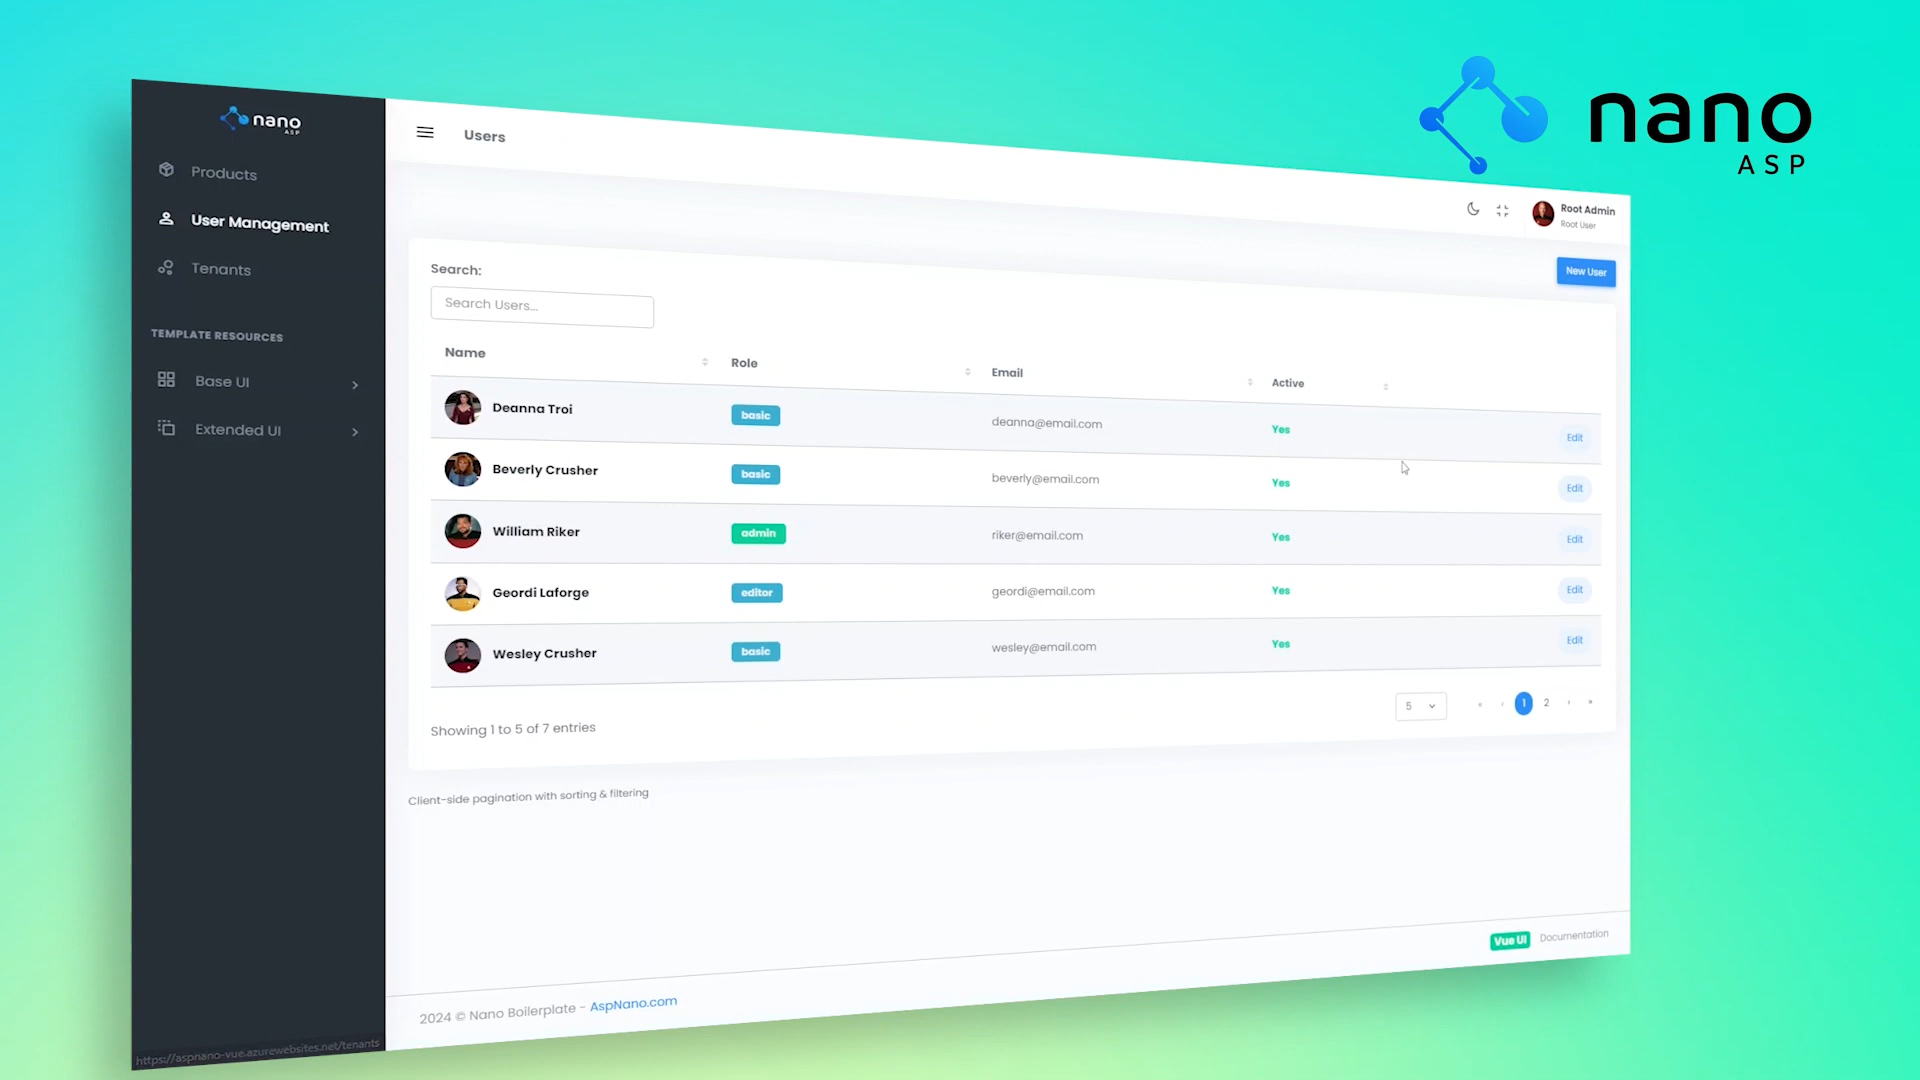 nano
ASP
nano
ASP
Products
User Management
Tenants
TEMPLATE RESOURCES
Base UI
Extended UI
https://aspnano-vue.azurewebsites.net/tenants
Users
Root Admin
Root User
New User
Search:
Search Users...
Name Role Email Active
Deanna Troi basic deanna@email.com Yes Edit
Beverly Crusher basic beverly@email.com Yes Edit
William Riker admin riker@email.com Yes Edit
Geordi Laforge editor geordi@email.com Yes Edit
Wesley Crusher basic wesley@email.com Yes Edit
Showing 1 to 5 of 7 entries
5 « ‹ 1 2 › »
Client-side pagination with sorting & filtering
Vue UI Documentation
2024 © Nano Boilerplate - AspNano.com